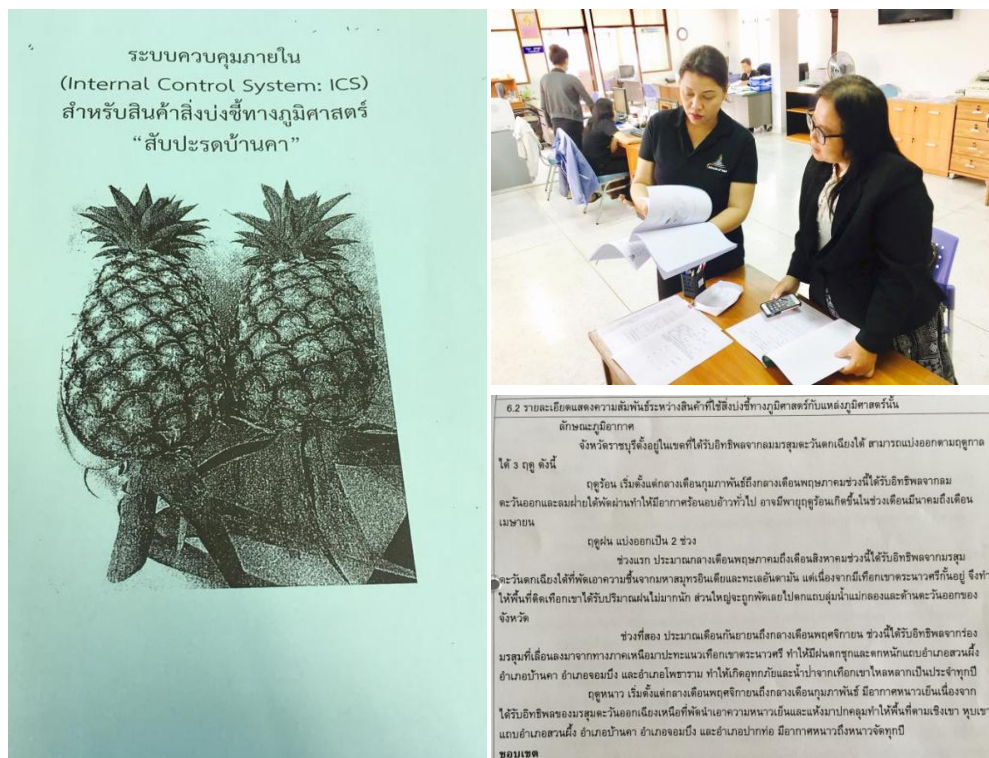 ระบบควบคุมภายใน
(Internal Control System: ICS)
สำหรับสินค้าสิ่งบ่งชี้ทางภูมิศาสตร์
“สับปะรดบ้านคา”
6.2 รายละเอียดแสดงความสัมพันธ์ระหว่างสินค้าที่ใช้สิ่งบ่งชี้ทางภูมิศาสตร์กับแหล่งภูมิศาสตร์นั้น
ลักษณะภูมิอากาศ
จังหวัดราชบุรีตั้งอยู่ในเขตที่ได้รับอิทธิพลจากลมมรสุมตะวันตกเฉียงใต้ สามารถแบ่งออกตามฤดูกาล
ได้ 3 ฤดู ดังนี้
ฤดูร้อน เริ่มตั้งแต่กลางเดือนกุมภาพันธ์ถึงกลางเดือนพฤษภาคมช่วงนี้ได้รับอิทธิพลจากลม
ตะวันออกและลมฝ่ายใต้พัดผ่านทำให้มีอากาศร้อนอบอ้าวทั่วไป อาจมีพายุฤดูร้อนเกิดขึ้นในช่วงเดือนมีนาคมถึงเดือน
เมษายน
ฤดูฝน แบ่งออกเป็น 2 ช่วง
ช่วงแรก ประมาณกลางเดือนพฤษภาคมถึงเดือนสิงหาคมช่วงนี้ได้รับอิทธิพลจากมรสุม
ตะวันตกเฉียงใต้ที่พัดเอาความชื้นจากมหาสมุทรอินเดียและทะเลอันดามัน แต่เนื่องจากมีเทือกเขาตระนาวศรีกั้นอยู่ จึงทำ
ให้พื้นที่ติดเทือกเขาได้รับปริมาณฝนไม่มากนัก ส่วนใหญ่จะถูกพัดเลยไปตกแถบลุ่มน้ำแม่กลองและด้านตะวันออกของ
จังหวัด
ช่วงที่สอง ประมาณเดือนกันยายนถึงกลางเดือนพฤศจิกายน ช่วงนี้ได้รับอิทธิพลจากร่อง
มรสุมที่เลื่อนลงมาจากทางภาคเหนือมาปะทะแนวเทือกเขาตระนาวศรี ทำให้มีฝนตกชุกและตกหนักแถบอำเภอสวนผึ้ง
อำเภอบ้านคา อำเภอจอมบึง และอำเภอโพธาราม ทำให้เกิดอุทกภัยและน้ำป่าจากเทือกเขาไหลหลากเป็นประจำทุกปี
ฤดูหนาว เริ่มตั้งแต่กลางเดือนพฤศจิกายนถึงกลางเดือนกุมภาพันธ์ มีอากาศหนาวเย็นเนื่องจาก
ได้รับอิทธิพลของมรสุมตะวันออกเฉียงเหนือที่พัดนำเอาความหนาวเย็นและแห้งมาปกคลุมทำให้พื้นที่ตามเชิงเขา หุบเขา
แถบอำเภอสวนผึ้ง อำเภอบ้านคา อำเภอจอมบึง และอำเภอปากท่อ มีอากาศหนาวถึงหนาวจัดทุกปี
ขอบเขต